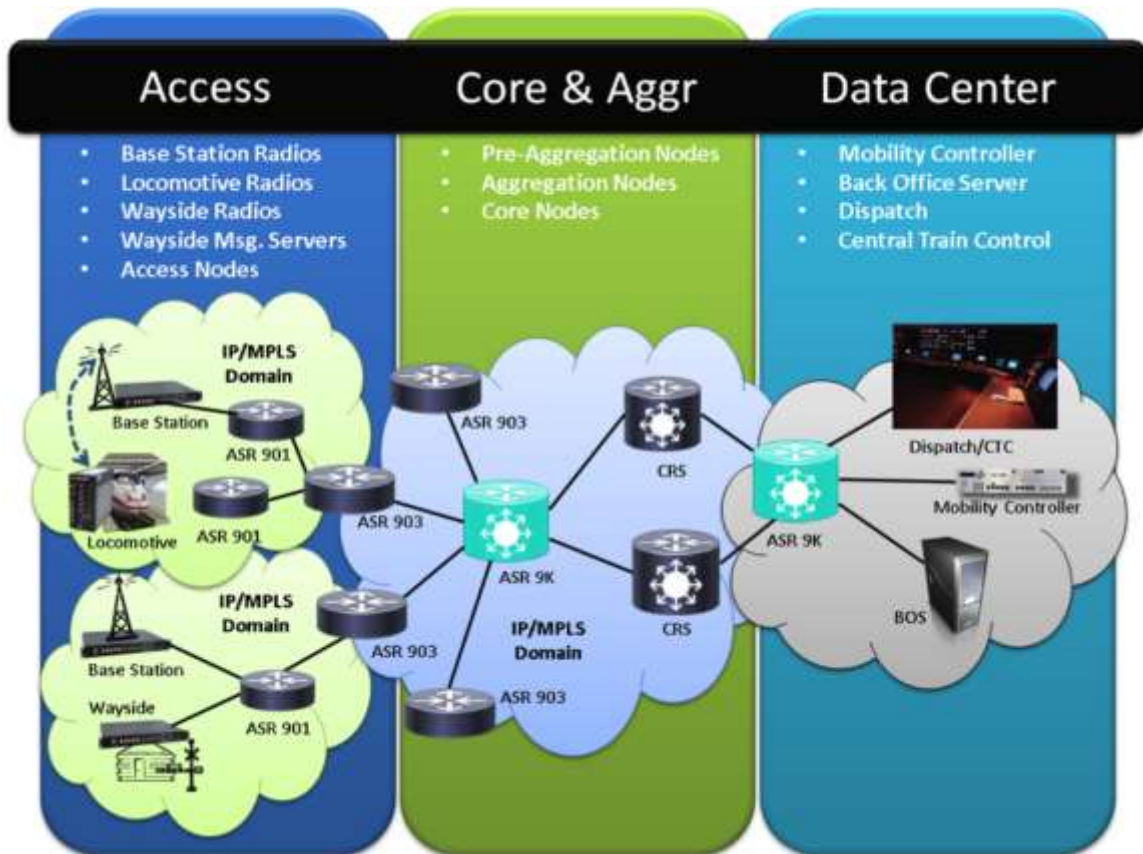 Access
Core & Aggr
Data Center
• Base Station Radios
• Locomotive Radios
• Wayside Radios
• Wayside Msg. Servers
• Access Nodes
• Pre-Aggregation Nodes
• Aggregation Nodes
• Core Nodes
• Mobility Controller
• Back Office Server
• Dispatch
• Central Train Control
IP/MPLS
Domain
Base Station
ASR 901
Locomotive
ASR 901
ASR 903
IP/MPLS
Domain
Base Station
Wayside
ASR 901
ASR 903
ASR 903
ASR 9K
CRS
CRS
IP/MPLS
Domain
ASR 903
ASR 9K
Dispatch/CTC
Mobility Controller
BOS